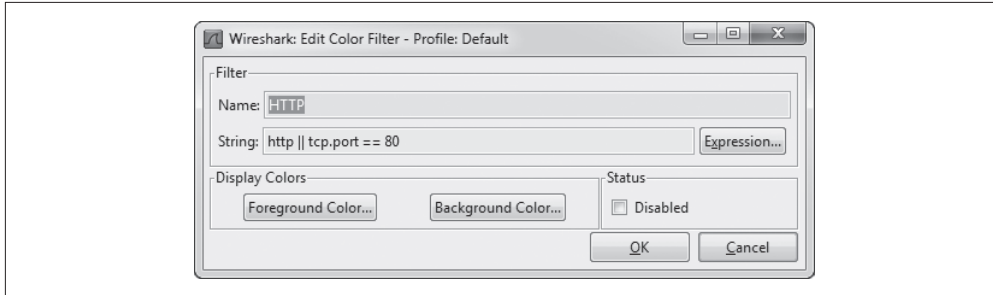 Wireshark: Edit Color Filter - Profile: Default
Filter
Name: HTTP
String: http || tcp.port == 80 Expression...
Display Colors
Foreground Color... Background Color...
Status
Disabled
OK Cancel